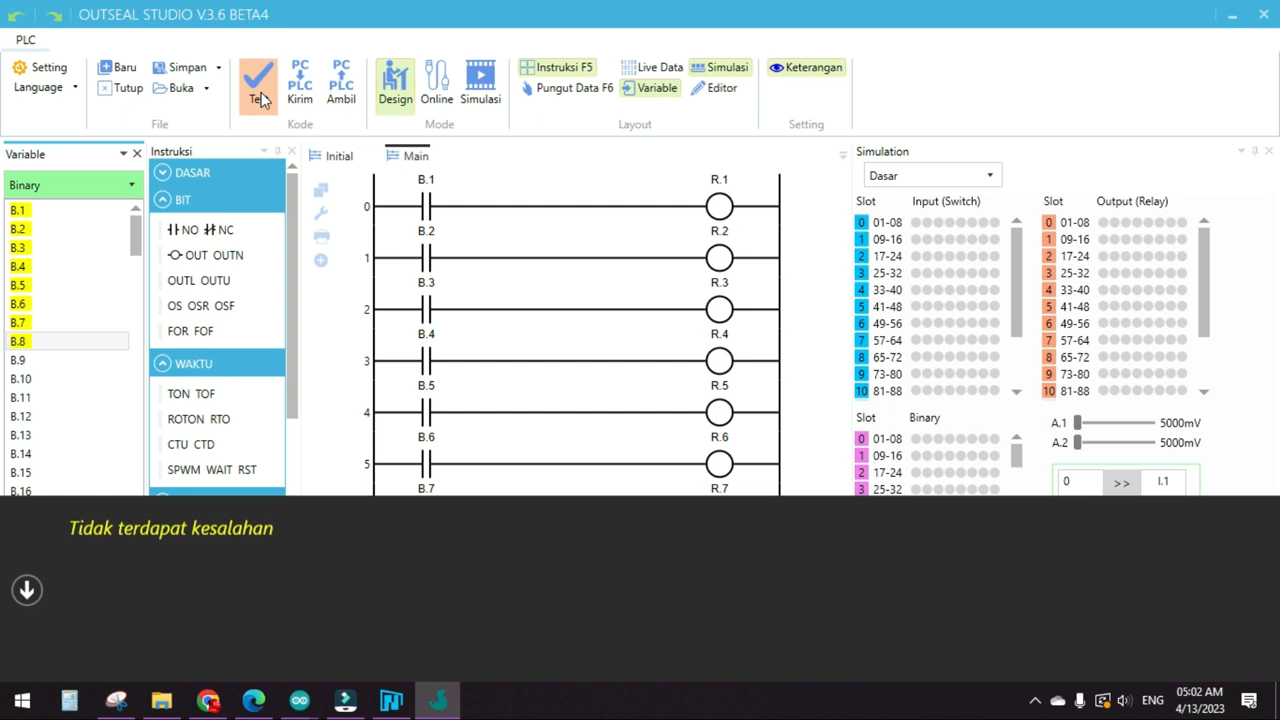 OUTSEAL STUDIO V.3.6 BETA4
PLC
Setting
Language
Baru
Tutup
Simpan
Buka
File
Tes
PC
PLC
Kirim
PC
PLC
Ambil
Kode
Design
Online
Simulasi
Mode
Instruksi F5
Pungut Data F6
Live Data
Variable
Simulasi
Editor
Layout
Keterangan
Setting
Variable
Binary
B.1
B.2
B.3
B.4
B.5
B.6
B.7
B.8
B.9
B.10
B.11
B.12
B.13
B.14
B.15
B.16
Instruksi
DASAR
BIT
NO NC
OUT OUTN
OUTL OUTU
OS OSR OSF
FOR FOF
WAKTU
TON TOF
ROTON RTO
CTU CTD
SPWM WAIT RST
Initial
Main
B.1 R.1
0
B.2 R.2
1
B.3 R.3
2
B.4 R.4
3
B.5 R.5
4
B.6 R.6
5
B.7 R.7
Simulation
Dasar
Slot Input (Switch)
0 01-08
1 09-16
2 17-24
3 25-32
4 33-40
5 41-48
6 49-56
7 57-64
8 65-72
9 73-80
10 81-88
Slot Output (Relay)
0 01-08
1 09-16
2 17-24
3 25-32
4 33-40
5 41-48
6 49-56
7 57-64
8 65-72
9 73-80
10 81-88
Slot Binary
0 01-08
1 09-16
2 17-24
3 25-32
A.1 5000mV
A.2 5000mV
0 >> I.1
Tidak terdapat kesalahan
ENG
05:02 AM
4/13/2023